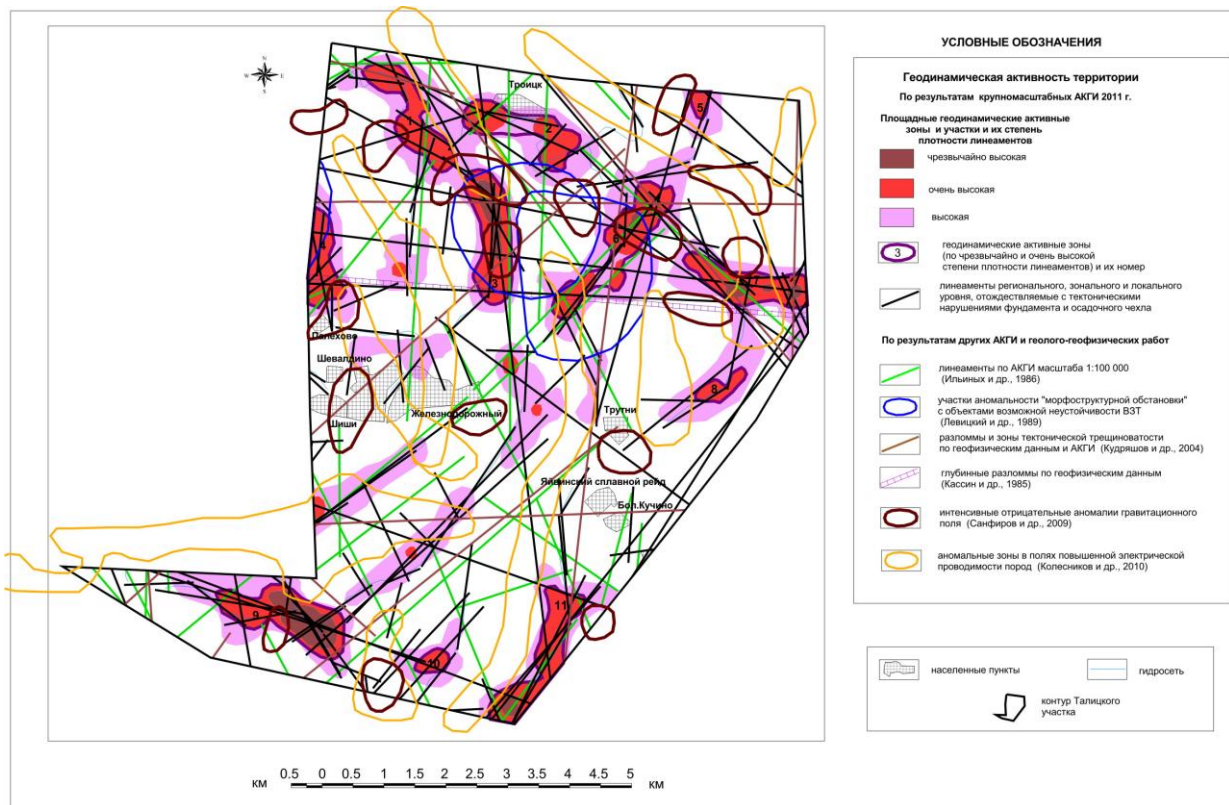 N
W
E
S
Троицк
1
2
5
4
6
3
7
Пелехово
Шевалдино
8
Железнодорожный
Трутни
Шиши
Яйвинский сплавной рейд
Бол.Кучино
9
11
10
км
0.5 0 0.5 1 1.5 2 2.5 3 3.5 4 4.5 5
км
УСЛОВНЫЕ ОБОЗНАЧЕНИЯ
Геодинамическая активность территории
По результатам крупномасштабных АКГИ 2011 г.
Площадные геодинамические активные
зоны и участки и их степень
плотности линеаментов
чрезвычайно высокая
очень высокая
высокая
3
геодинамические активные зоны
(по чрезвычайно и очень высокой
степени плотности линеаментов) и их номер
линеаменты регионального, зонального и локального
уровня, отождествляемые с тектоническими
нарушениями фундамента и осадочного чехла
По результатам других АКГИ и геолого-геофизических работ
линеаменты по АКГИ масштаба 1:100 000
(Ильиных и др., 1986)
участки аномальности "морфоструктурной обстановки"
с объектами возможной неустойчивости ВЗТ
(Левицкий и др., 1989)
разломмы и зоны тектонической трещиноватости
по геофизическим данным и АКГИ (Кудряшов и др., 2004)
глубинные разломмы по геофизическим данным
(Кассин и др., 1985)
интенсивные отрицательные аномалии гравитационного
поля (Санфиров и др., 2009)
аномальные зоны в полях повышенной электрической
проводимости пород (Колесников и др., 2010)
населенные пункты
гидросеть
контур Талицкого
участка